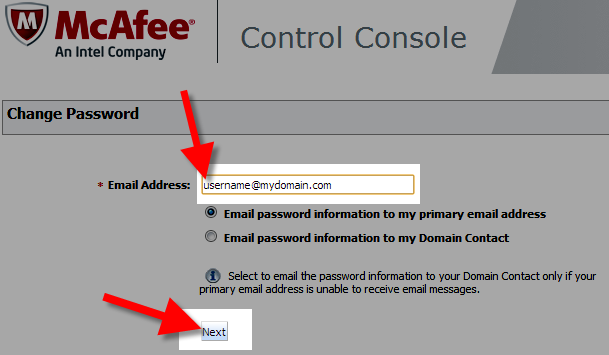 McAfee®
An Intel Company
Control Console
Change Password
* Email Address: username@mydomain.com
Email password information to my primary email address
Email password information to my Domain Contact
Select to email the password information to your Domain Contact only if your
primary email address is unable to receive email messages.
Next